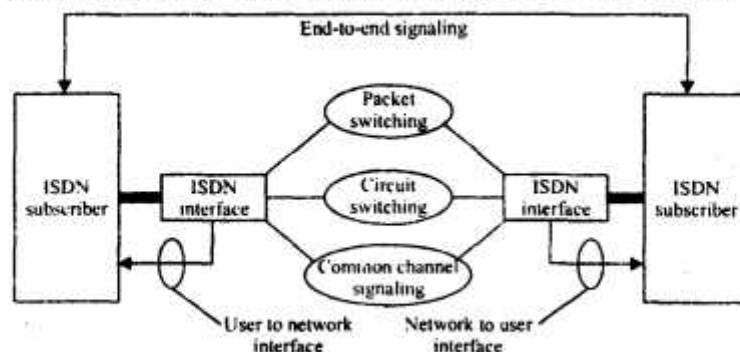 End-to-end signaling
Packet
switching
ISDN
subscriber
ISDN
interface
Circuit
switching
ISDN
interface
ISDN
subscriber
Common channel
signaling
User to network
interface
Network to user
interface